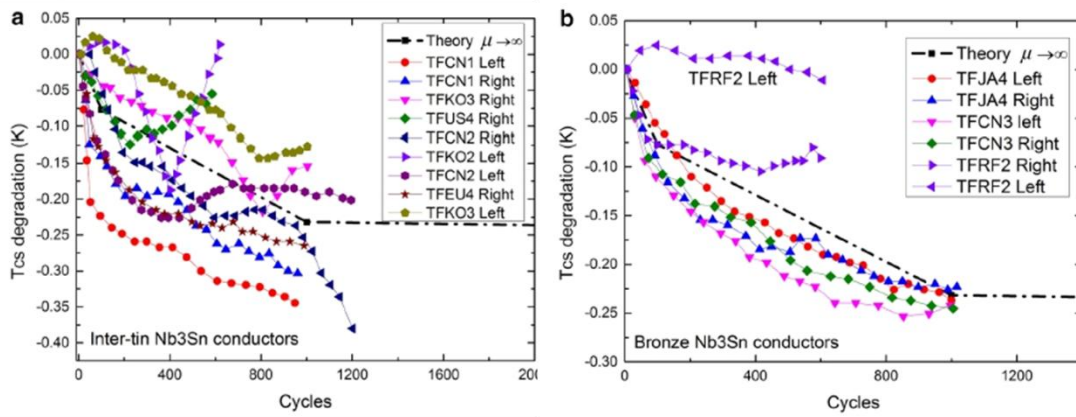 a
0.05
0.00
-0.05
-0.10
-0.15
-0.20
-0.25
-0.30
-0.35
-0.40
Tcs degradation (K)
Theory μ→∞
TFCN1 Left
TFCN1 Right
TFKO3 Right
TFUS4 Right
TFCN2 Right
TFKO2 Left
TFCN2 Left
TFEU4 Right
TFKO3 Left
Inter-tin Nb3Sn conductors
0 400 800 1200 1600 200
Cycles
b
0.05
0.00
-0.05
-0.10
-0.15
-0.20
-0.25
-0.30
Tcs degradation (K)
TFRF2 Left
Theory μ→∞
TFJA4 Left
TFJA4 Right
TFCN3 left
TFCN3 Right
TFRF2 Right
TFRF2 Left
Bronze Nb3Sn conductors
0 400 800 1200
Cycles